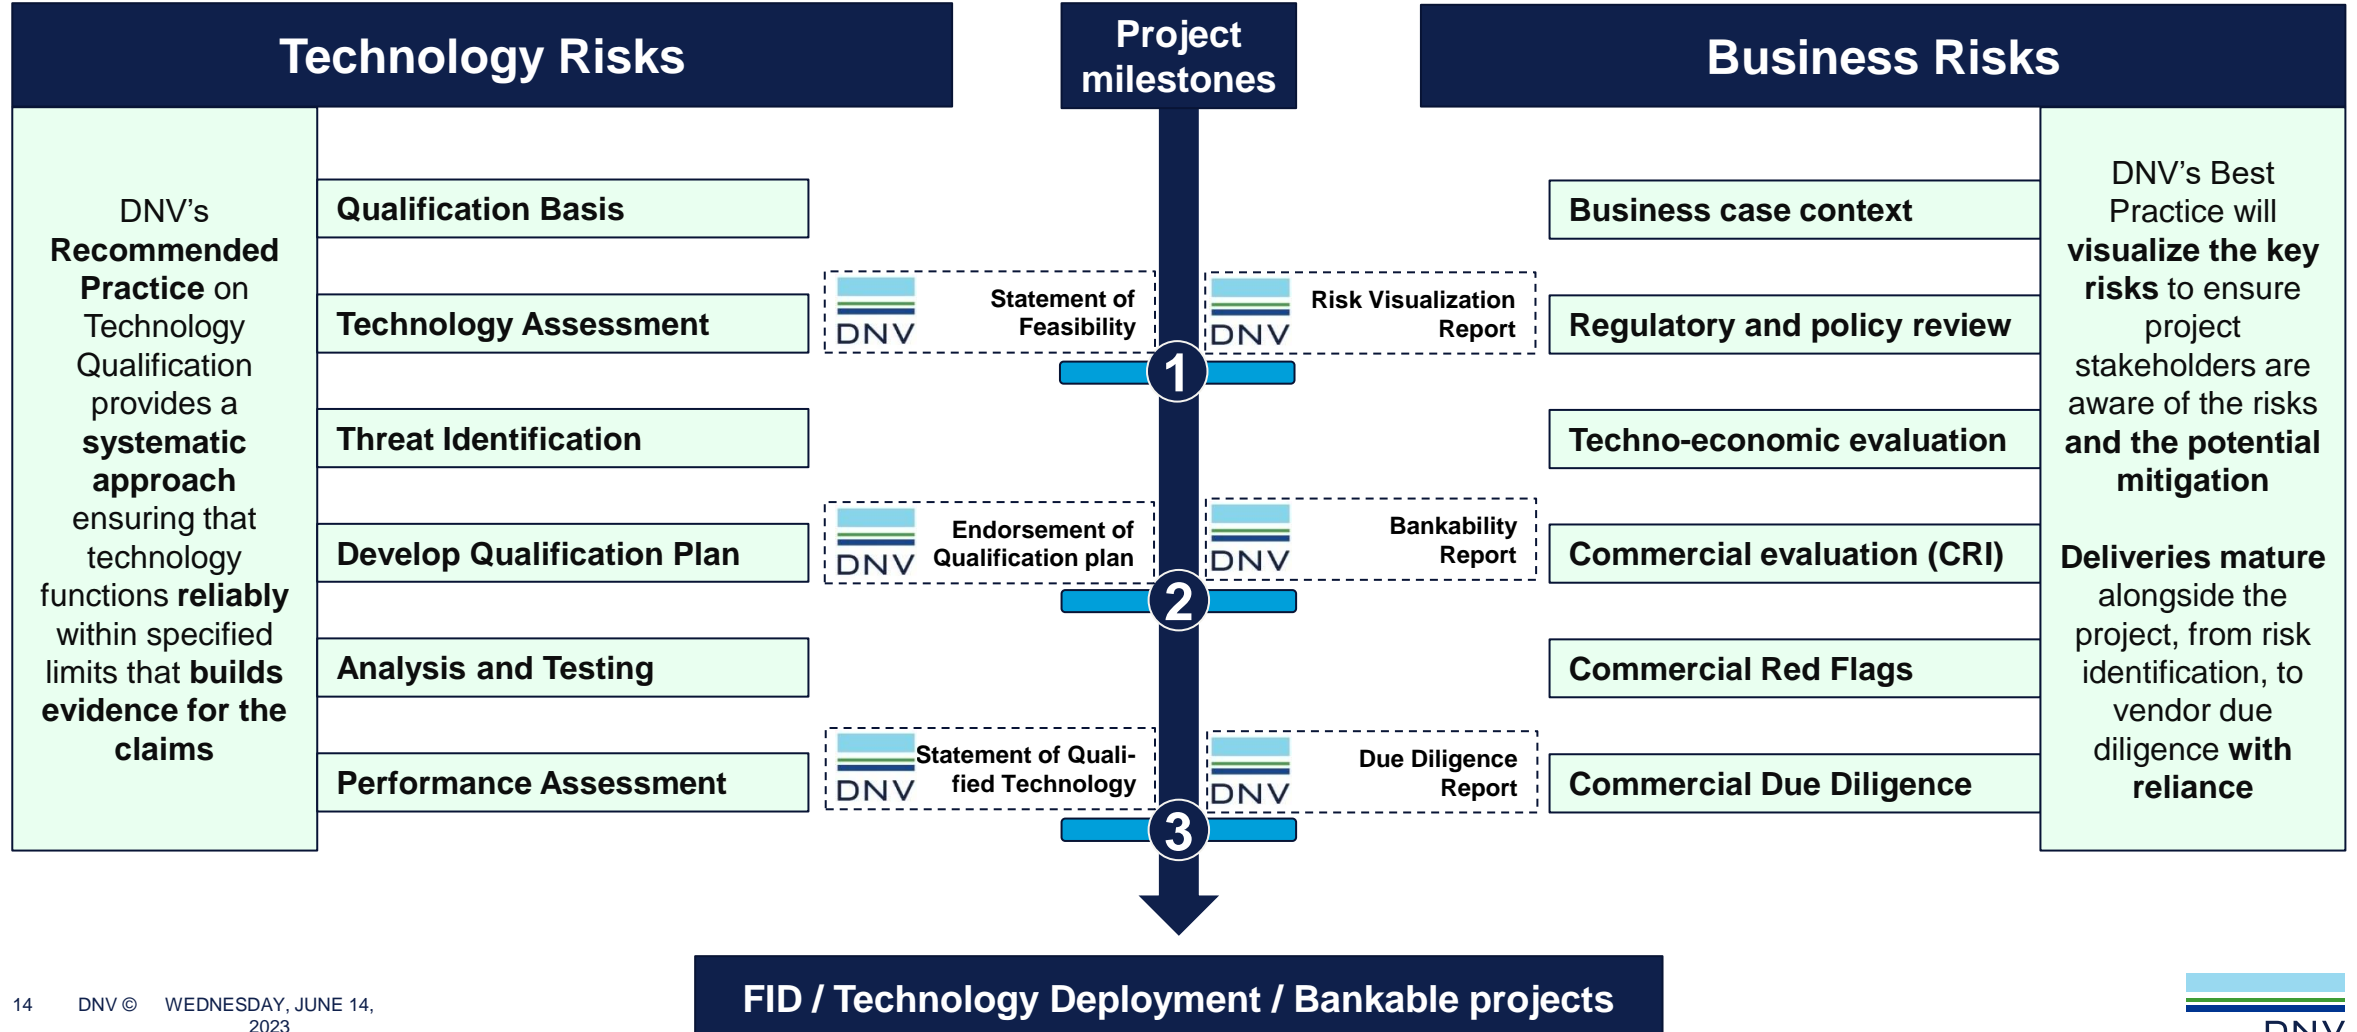 Technology Risks
Project
milestones
Business Risks
DNV's
Recommended
Practice on
Technology
Qualification
provides a
systematic
approach
ensuring that
technology
functions reliably
within specified
limits that builds
evidence for the
claims
Qualification Basis
Technology Assessment
Threat Identification
Develop Qualification Plan
Analysis and Testing
Performance Assessment
DNV
Statement of
Feasibility
DNV
Risk Visualization
Report
1
DNV
Endorsement of
Qualification plan
DNV
Bankability
Report
2
DNV
Statement of Quali-
fied Technology
DNV
Due Diligence
Report
3
Business case context
Regulatory and policy review
Techno-economic evaluation
Commercial evaluation (CRI)
Commercial Red Flags
Commercial Due Diligence
DNV's Best
Practice will
visualize the key
risks to ensure
project
stakeholders are
aware of the risks
and the potential
mitigation
Deliveries mature
alongside the
project, from risk
identification, to
vendor due
diligence with
reliance
FID / Technology Deployment / Bankable projects
14 DNV © WEDNESDAY, JUNE 14,
2023
DNV